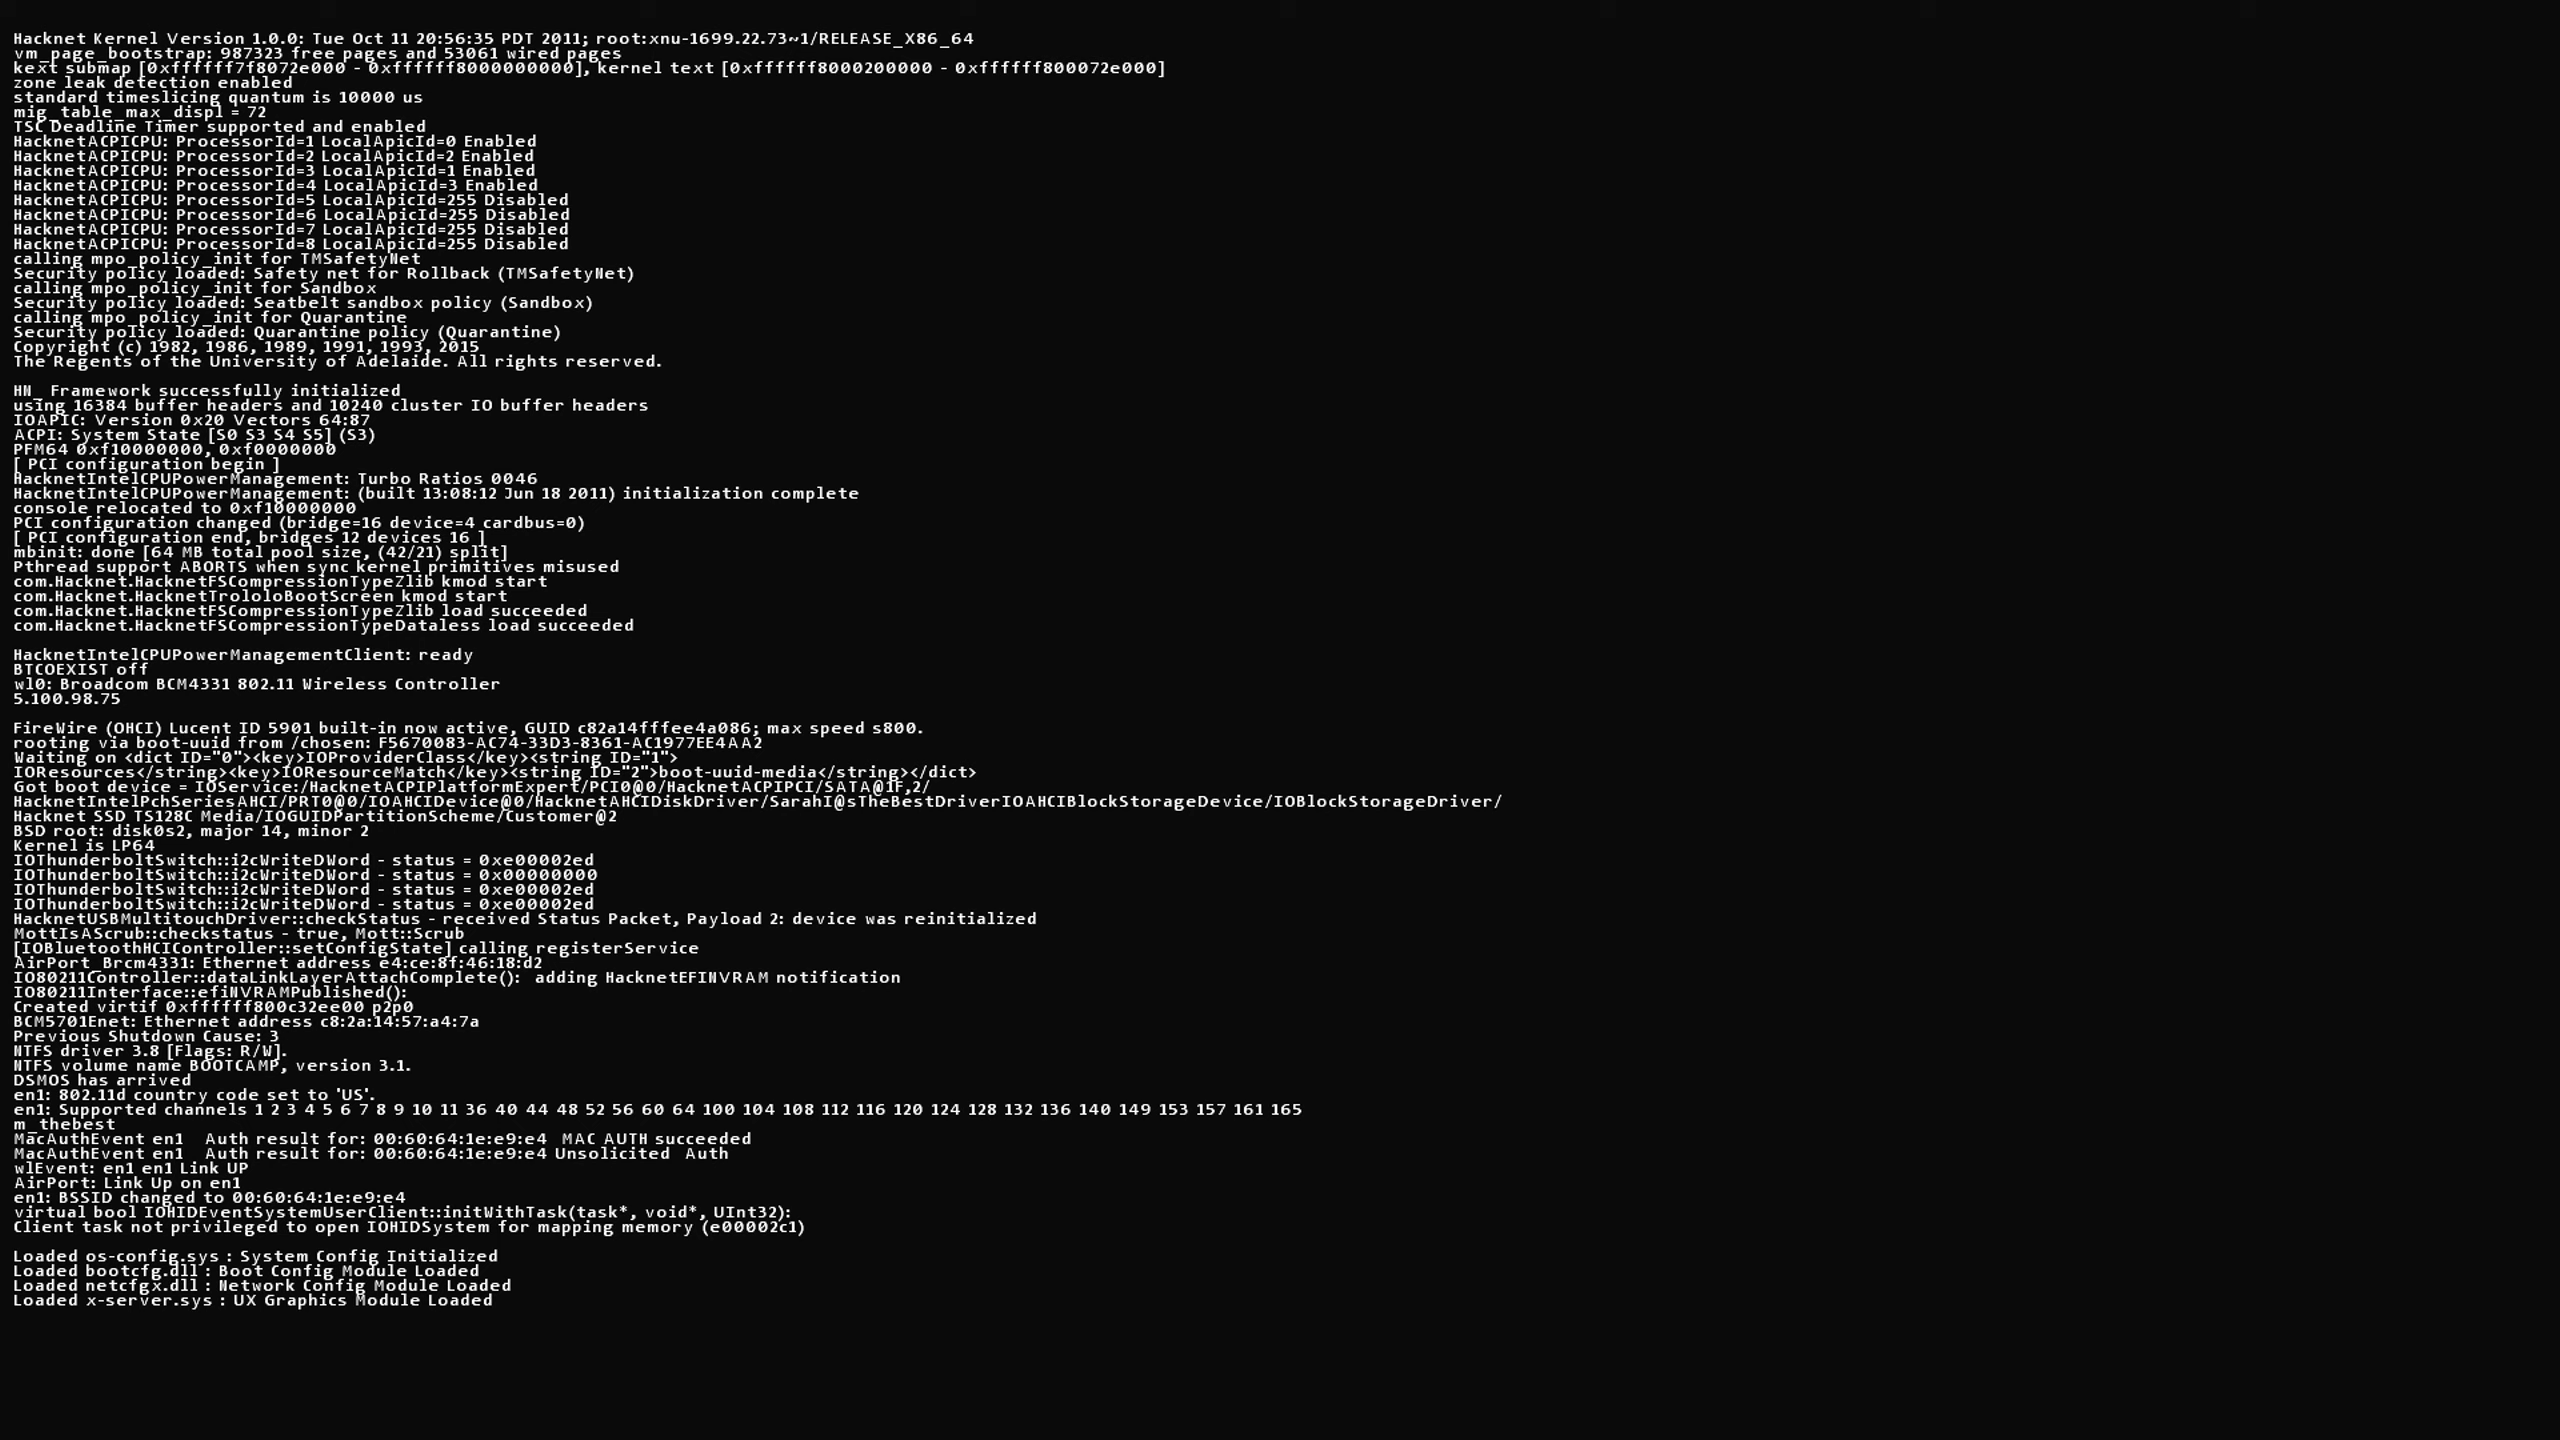 Hacknet Kernel Version 1.0.0: Tue Oct 11 20:56:35 PDT 2011; root:xnu-1699.22.73~1/RELEASE_X86_64
vm_page_bootstrap: 987323 free pages and 53061 wired pages
kext submap [0xffffff7f8072e000 - 0xffffff8000000000], kernel text [0xffffff8000200000 - 0xffffff800072e000]
zone leak detection enabled
standard timeslicing quantum is 10000 us
mig_table_max_displ = 72
TSC Deadline Timer supported and enabled
HacknetACPICPU: ProcessorId=1 LocalApicId=0 Enabled
HacknetACPICPU: ProcessorId=2 LocalApicId=2 Enabled
HacknetACPICPU: ProcessorId=3 LocalApicId=1 Enabled
HacknetACPICPU: ProcessorId=4 LocalApicId=3 Enabled
HacknetACPICPU: ProcessorId=5 LocalApicId=255 Disabled
HacknetACPICPU: ProcessorId=6 LocalApicId=255 Disabled
HacknetACPICPU: ProcessorId=7 LocalApicId=255 Disabled
HacknetACPICPU: ProcessorId=8 LocalApicId=255 Disabled
calling mpo_policy_init for TMSafetyNet
Security policy loaded: Safety net for Rollback (TMSafetyNet)
calling mpo_policy_init for Sandbox
Security policy loaded: Seatbelt sandbox policy (Sandbox)
calling mpo_policy_init for Quarantine
Security policy loaded: Quarantine policy (Quarantine)
Copyright (c) 1982, 1986, 1989, 1991, 1993, 2015
The Regents of the University of Adelaide. All rights reserved.
HN_ Framework successfully initialized
using 16384 buffer headers and 10240 cluster IO buffer headers
IOAPIC: Version 0x20 Vectors 64:87
ACPI: System State [S0 S3 S4 S5] (S3)
PFM64 0xf10000000, 0xf0000000
[ PCI configuration begin ]
HacknetIntelCPUPowerManagement: Turbo Ratios 0046
HacknetIntelCPUPowerManagement: (built 13:08:12 Jun 18 2011) initialization complete
console relocated to 0xf10000000
PCI configuration changed (bridge=16 device=4 cardbus=0)
[ PCI configuration end, bridges 12 devices 16 ]
mbinit: done [64 MB total pool size, (42/21) split]
Pthread support ABORTS when sync kernel primitives misused
com.Hacknet.HacknetFSCompressionTypeZlib kmod start
com.Hacknet.HacknetTrololoBootScreen kmod start
com.Hacknet.HacknetFSCompressionTypeZlib load succeeded
com.Hacknet.HacknetFSCompressionTypeDataless load succeeded
HacknetIntelCPUPowerManagementClient: ready
BTCOEXIST off
wl0: Broadcom BCM4331 802.11 Wireless Controller
5.100.98.75
FireWire (OHCI) Lucent ID 5901 built-in now active, GUID c82a14fffee4a086; max speed s800.
rooting via boot-uuid from /chosen: F5670083-AC74-33D3-8361-AC1977EE4AA2
Waiting on <dict ID="0"><key>IOProviderClass</key><string ID="1">
IOResources</string><key>IOResourceMatch</key><string ID="2">boot-uuid-media</string></dict>
Got boot device = IOService:/HacknetACPIPlatformExpert/PCI0@0/HacknetACPIPCI/SATA@1F,2/
HacknetIntelPchSeriesAHCI/PRT0@0/IOAHCIDevice@0/HacknetAHCIDiskDriver/SarahI@sTheBestDriverIOAHCIBlockStorageDevice/IOBlockStorageDriver/
Hacknet SSD TS128C Media/IOGUIDPartitionScheme/Customer@2
BSD root: disk0s2, major 14, minor 2
Kernel is LP64
IOThunderboltSwitch::i2cWriteDWord - status = 0xe00002ed
IOThunderboltSwitch::i2cWriteDWord - status = 0x00000000
IOThunderboltSwitch::i2cWriteDWord - status = 0xe00002ed
IOThunderboltSwitch::i2cWriteDWord - status = 0xe00002ed
HacknetUSBMultitouchDriver::checkStatus - received Status Packet, Payload 2: device was reinitialized
MottIsAScrub::checkstatus - true, Mott::Scrub
[IOBluetoothHCIController::setConfigState] calling registerService
AirPort_Brcm4331: Ethernet address e4:ce:8f:46:18:d2
IO80211Controller::dataLinkLayerAttachComplete():  adding HacknetEFINVRAM notification
IO80211Interface::efiNVRAMPublished():
Created virtif 0xffffff800c32ee00 p2p0
BCM5701Enet: Ethernet address c8:2a:14:57:a4:7a
Previous Shutdown Cause: 3
NTFS driver 3.8 [Flags: R/W].
NTFS volume name BOOTCAMP, version 3.1.
DSMOS has arrived
en1: 802.11d country code set to 'US'.
en1: Supported channels 1 2 3 4 5 6 7 8 9 10 11 36 40 44 48 52 56 60 64 100 104 108 112 116 120 124 128 132 136 140 149 153 157 161 165
m_thebest
MacAuthEvent en1   Auth result for: 00:60:64:1e:e9:e4  MAC AUTH succeeded
MacAuthEvent en1   Auth result for: 00:60:64:1e:e9:e4 Unsolicited  Auth
wlEvent: en1 en1 Link UP
AirPort: Link Up on en1
en1: BSSID changed to 00:60:64:1e:e9:e4
virtual bool IOHIDEventSystemUserClient::initWithTask(task*, void*, UInt32):
Client task not privileged to open IOHIDSystem for mapping memory (e00002c1)
Loaded os-config.sys : System Config Initialized
Loaded bootcfg.dll : Boot Config Module Loaded
Loaded netcfgx.dll : Network Config Module Loaded
Loaded x-server.sys : UX Graphics Module Loaded